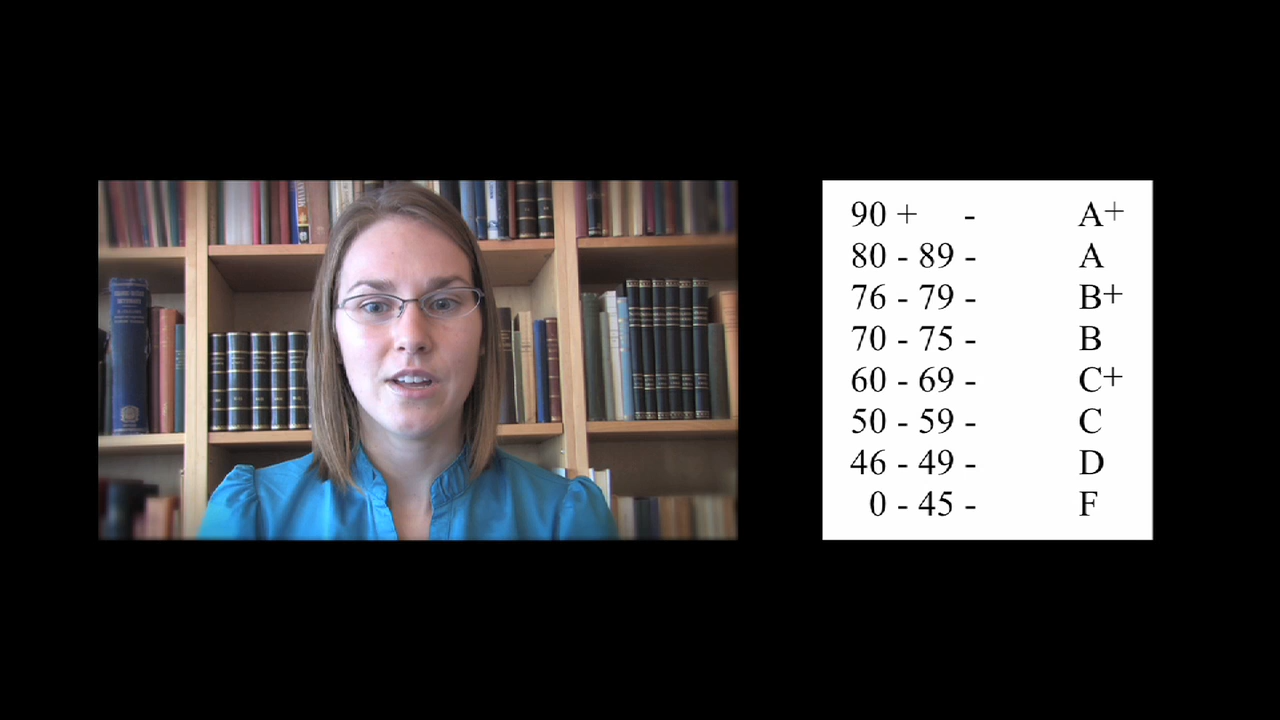 90 + - A+
80 - 89 - A
76 - 79 - B+
70 - 75 - B
60 - 69 - C+
50 - 59 - C
46 - 49 - D
0 - 45 - F